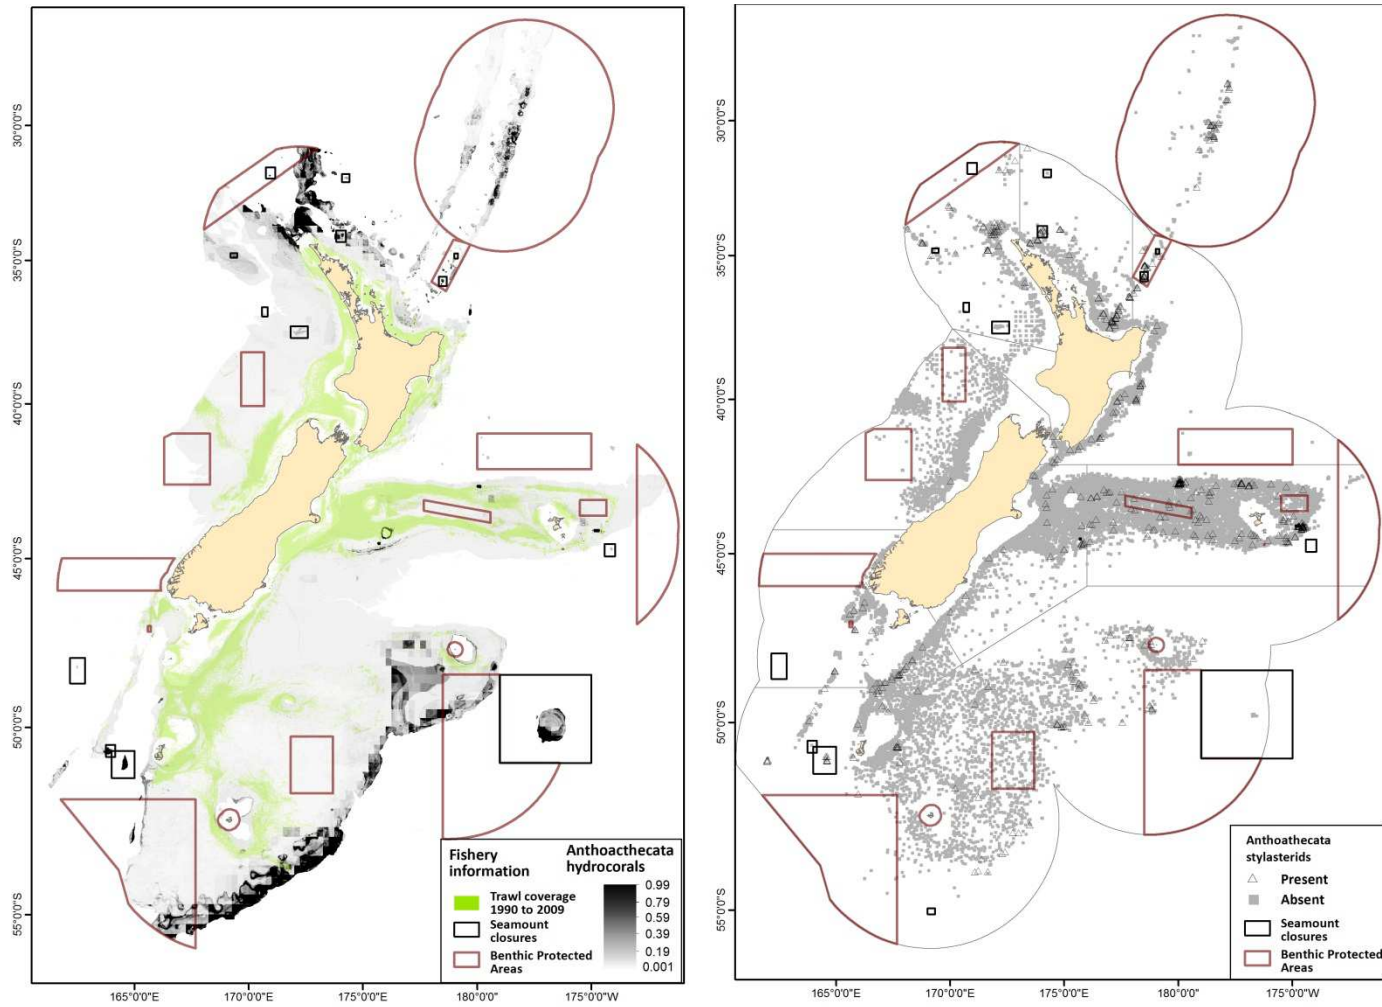 30°0'0"S
35°0'0"S
40°0'0"S
45°0'0"S
50°0'0"S
55°0'0"S
165°0'0"E
170°0'0"E
175°0'0"E
180°0'0"
175°0'0"W
Fishery
information
Trawl coverage
1990 to 2009
Seamount
closures
Benthic Protected
Areas
Anthoacthecata
hydrocorals
0.99
0.79
0.59
0.39
0.19
0.001
30°0'0"S
35°0'0"S
40°0'0"S
45°0'0"S
50°0'0"S
55°0'0"S
165°0'0"E
170°0'0"E
175°0'0"E
180°0'0"
175°0'0"W
Anthoathecata
stylasterids
Present
Absent
Seamount
closures
Benthic Protected
Areas